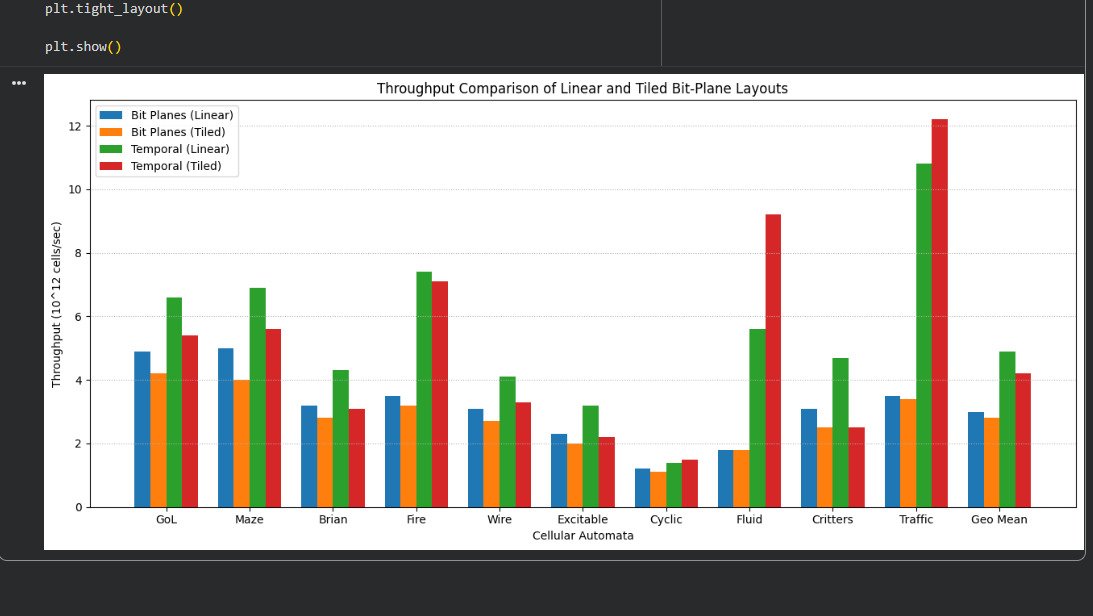 plt.tight_layout()
plt.show()
Throughput Comparison of Linear and Tiled Bit-Plane Layouts
Bit Planes (Linear)
Bit Planes (Tiled)
Temporal (Linear)
Temporal (Tiled)
Throughput (10^12 cells/sec)
12
10
8
6
4
2
0
GoL Maze Brian Fire Wire Excitable Cyclic Fluid Critters Traffic Geo Mean
Cellular Automata